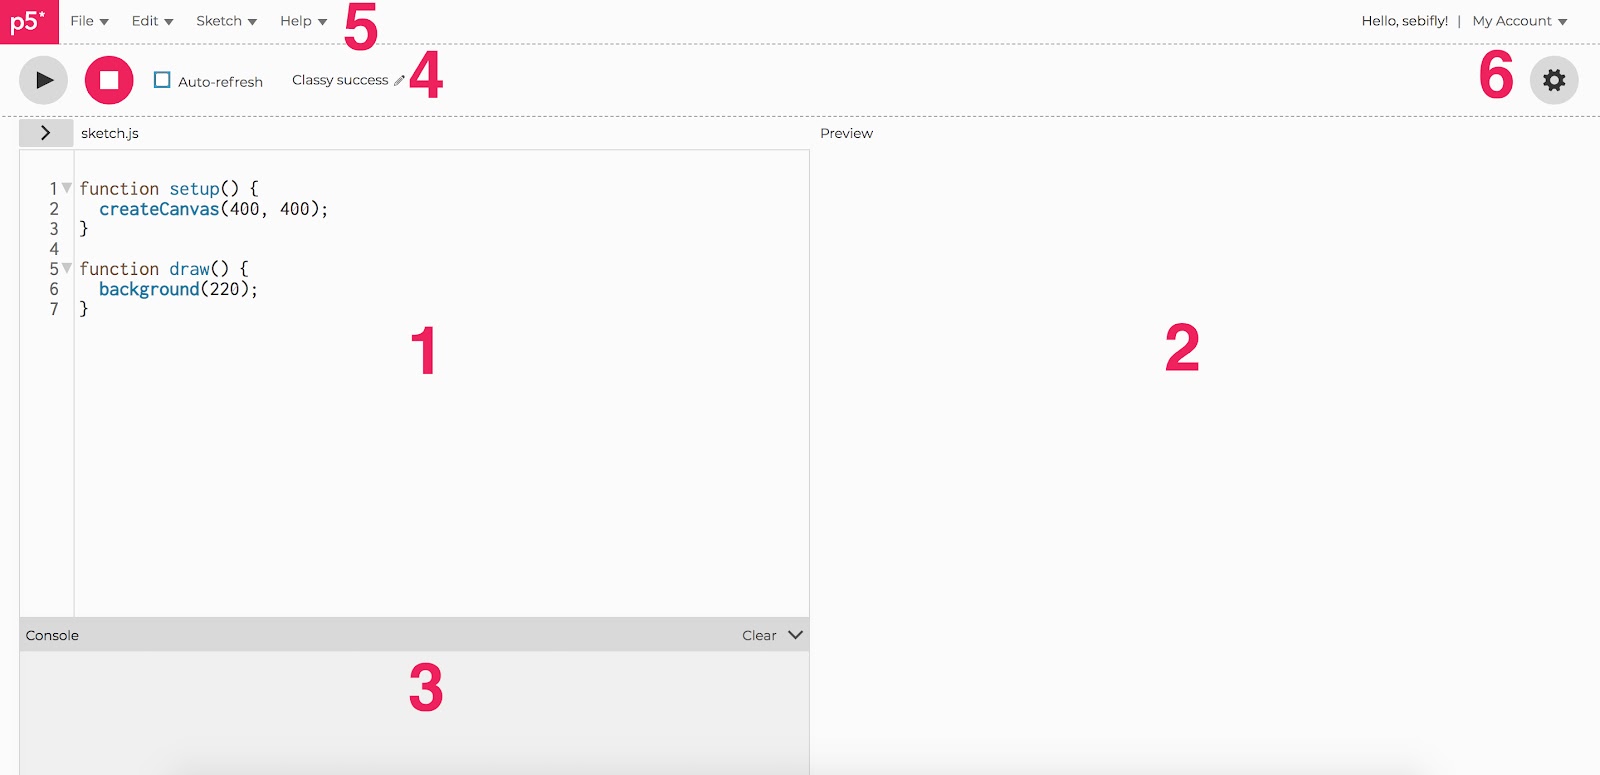 p5* File Edit Sketch Help 5 Hello, sebifly! | My Account
Auto-refresh Classy success 4 6
sketch.js Preview
1 function setup() {
2 createCanvas(400, 400);
3 }
4
5 function draw() {
6 background(220);
7 }
1 2
Console Clear
3